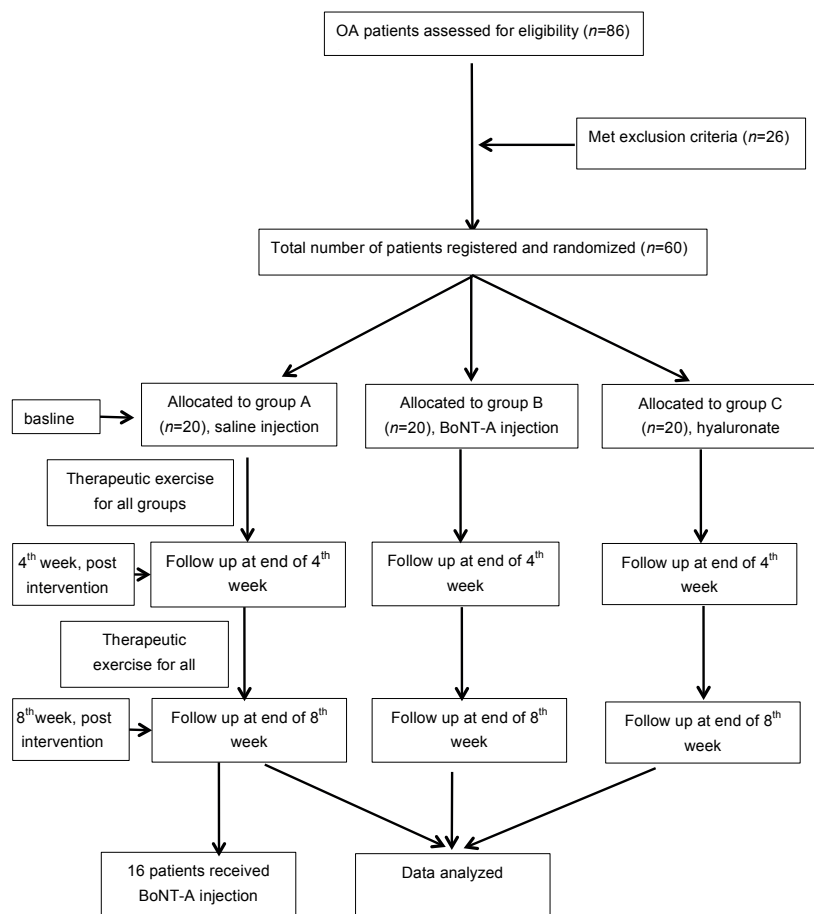 OA patients assessed for eligibility (n=86)
Met exclusion criteria (n=26)
Total number of patients registered and randomized (n=60)
basline
Allocated to group A
(n=20), saline injection
Allocated to group B
(n=20), BoNT-A injection
Allocated to group C
(n=20), hyaluronate
Therapeutic exercise
for all groups
4th week, post
intervention
Follow up at end of 4th
week
Follow up at end of 4th
week
Follow up at end of 4th
week
Therapeutic
exercise for all
8th week, post
intervention
Follow up at end of 8th
week
Follow up at end of 8th
week
Follow up at end of 8th
week
16 patients received
BoNT-A injection
Data analyzed